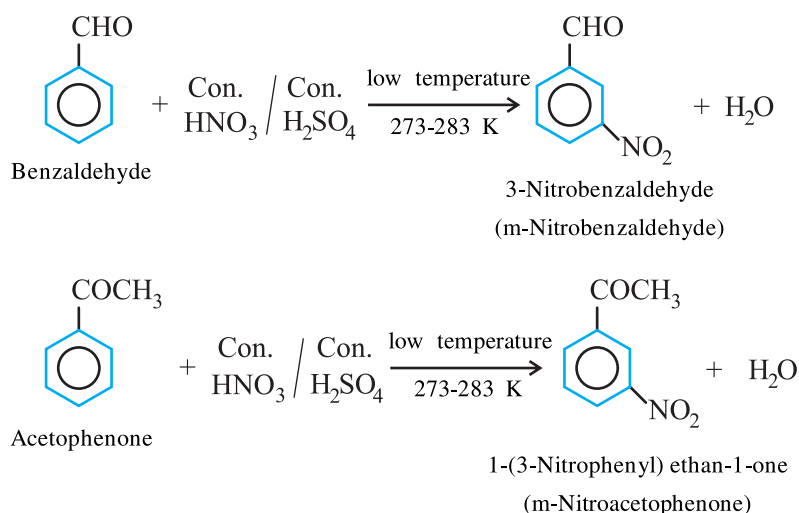 CHO
Benzaldehyde
+ Con. HNO₃ / Con. H₂SO₄
low temperature
273-283 K
CHO
NO₂
+ H₂O
3-Nitrobenzaldehyde
(m-Nitrobenzaldehyde)
COCH₃
Acetophenone
+ Con. HNO₃ / Con. H₂SO₄
low temperature
273-283 K
COCH₃
NO₂
+ H₂O
1-(3-Nitrophenyl) ethan-1-one
(m-Nitroacetophenone)